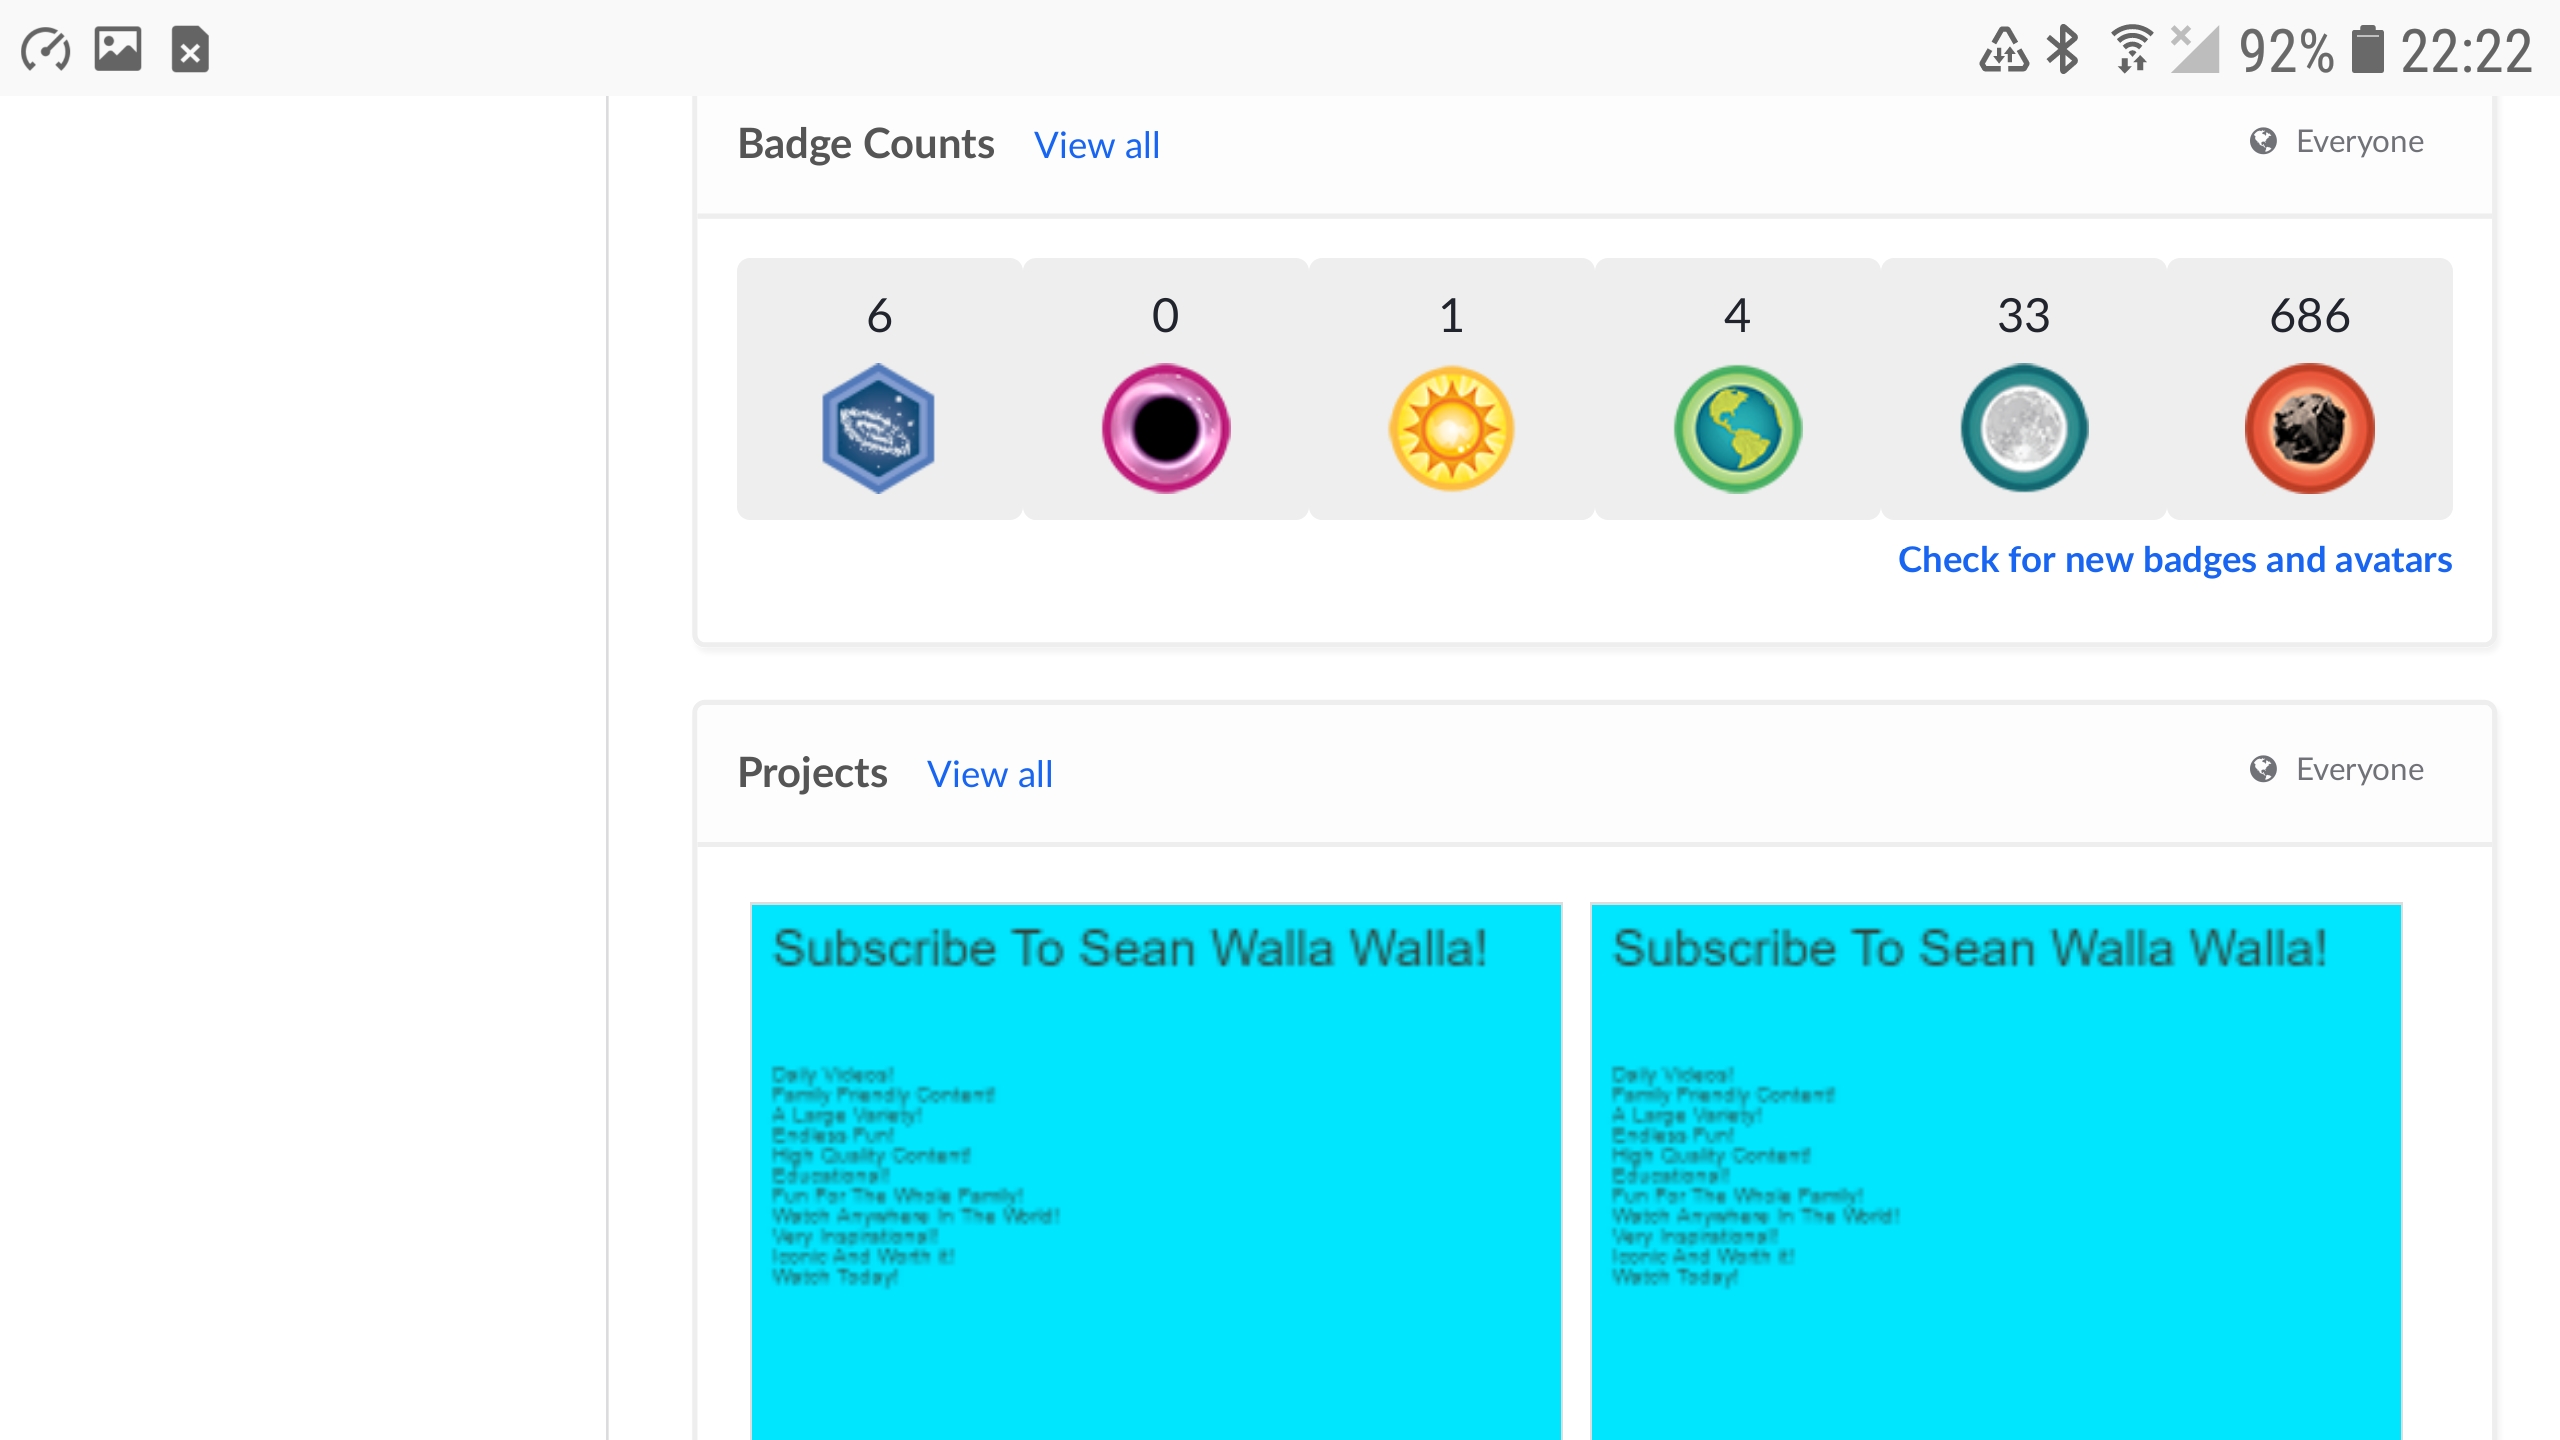 92% 22:22
Badge Counts View all Everyone
6 0 1 4 33 686
Check for new badges and avatars
Projects View all Everyone
Subscribe To Sean Walla Walla! Subscribe To Sean Walla Walla!
Daily Videos! Daily Videos!
Family Friendly Content! Family Friendly Content!
A Large Variety! A Large Variety!
Endless Fun! Endless Fun!
High Quality Content! High Quality Content!
Educational! Educational!
Fun For The Whole Family! Fun For The Whole Family!
Watch Anywhere In The World! Watch Anywhere In The World!
Very Inspirational! Very Inspirational!
Iconic And Worth It! Iconic And Worth It!
Watch Today! Watch Today!